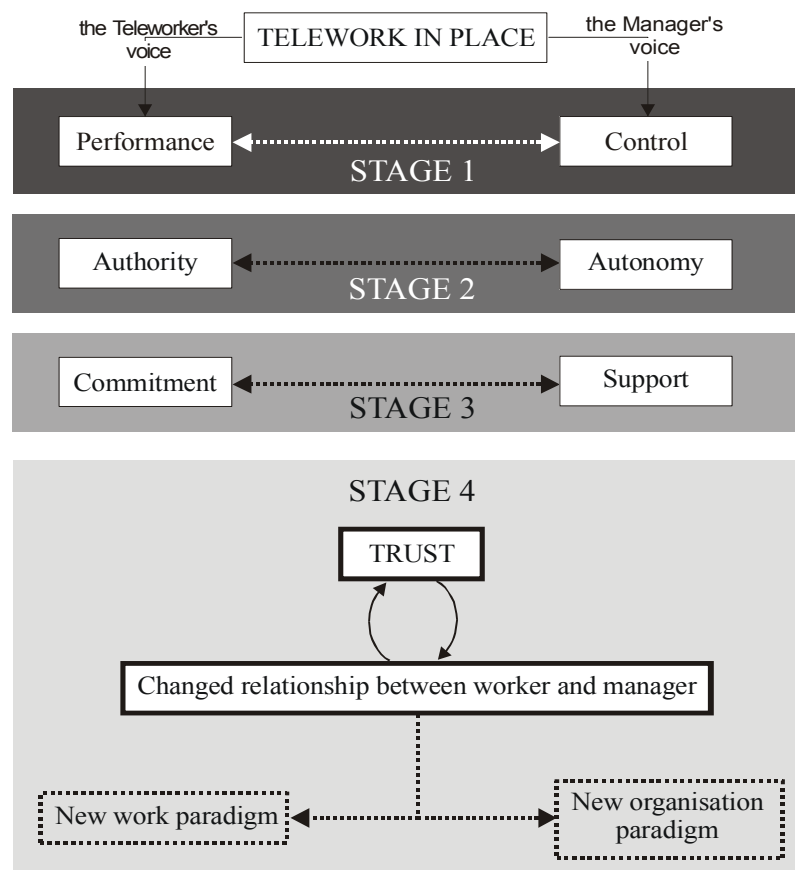 the Teleworker's
voice
TELEWORK IN PLACE
the Manager's
voice
Performance
Control
STAGE 1
Authority
Autonomy
STAGE 2
Commitment
Support
STAGE 3
STAGE 4
TRUST
Changed relationship between worker and manager
New work paradigm
New organisation
paradigm